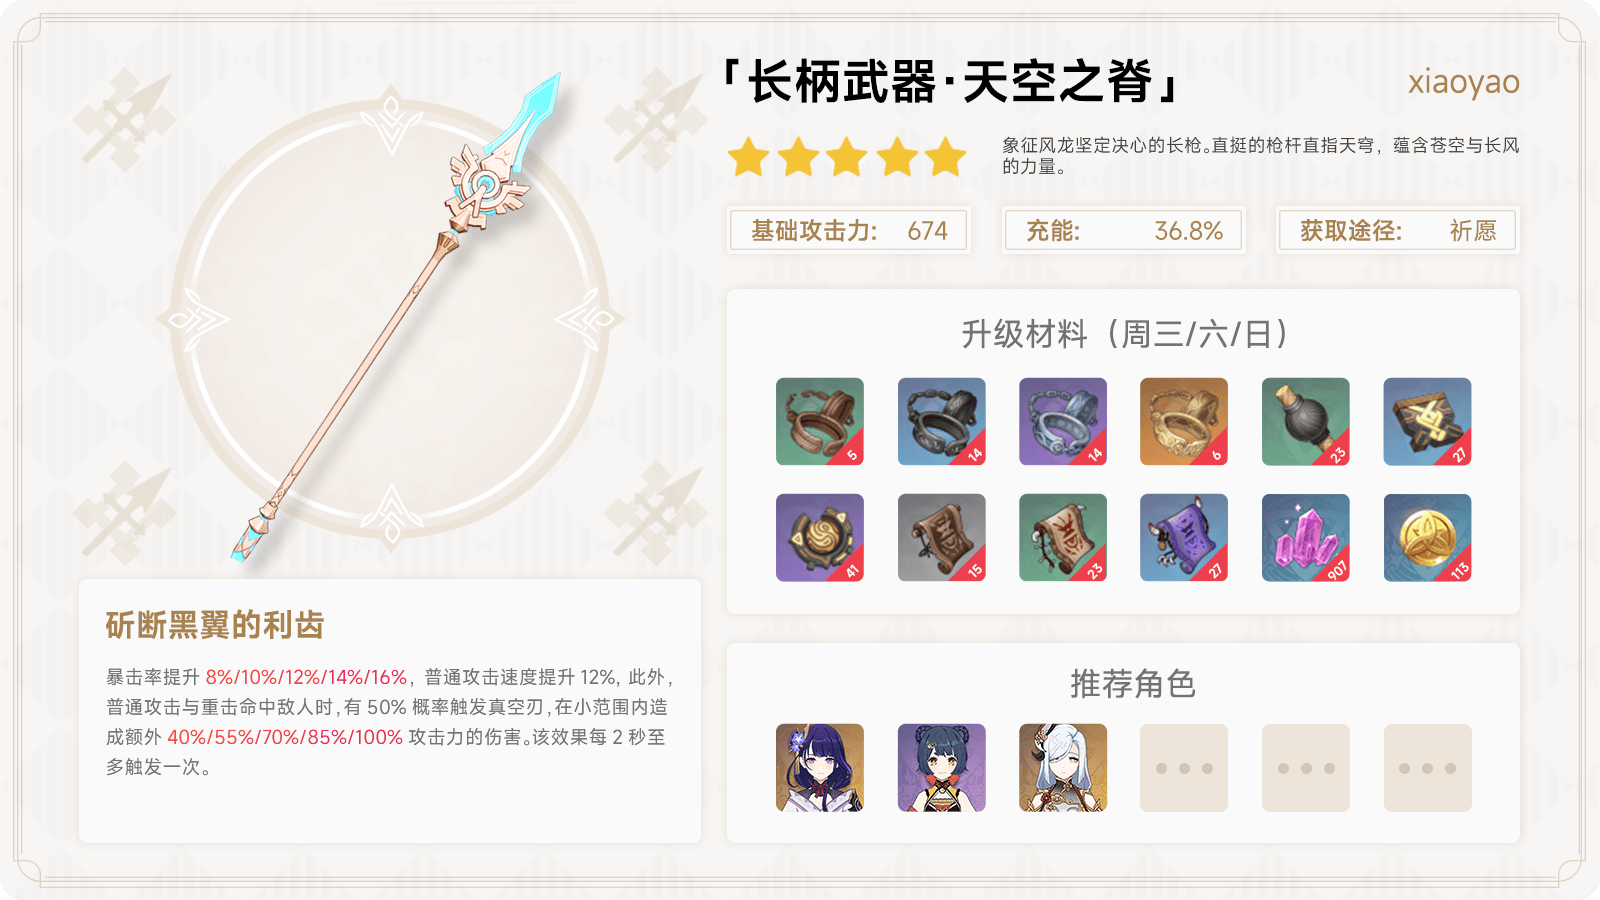 「长柄武器·天空之脊」
xiaoyao
象征风龙坚定决心的长枪。直挺的枪杆直指天穹，蕴含苍空与长风
的力量。
基础攻击力: 674
充能: 36.8%
获取途径: 祈愿
升级材料（周三/六/日）
5 14 14 6 23 27
41 15 23 27 907 113
斫断黑翼的利齿
暴击率提升 8%/10%/12%/14%/16%，普通攻击速度提升 12%, 此外，
普通攻击与重击命中敌人时,有 50% 概率触发真空刃,在小范围内造
成额外 40%/55%/70%/85%/100% 攻击力的伤害。该效果每 2 秒至
多触发一次。
推荐角色